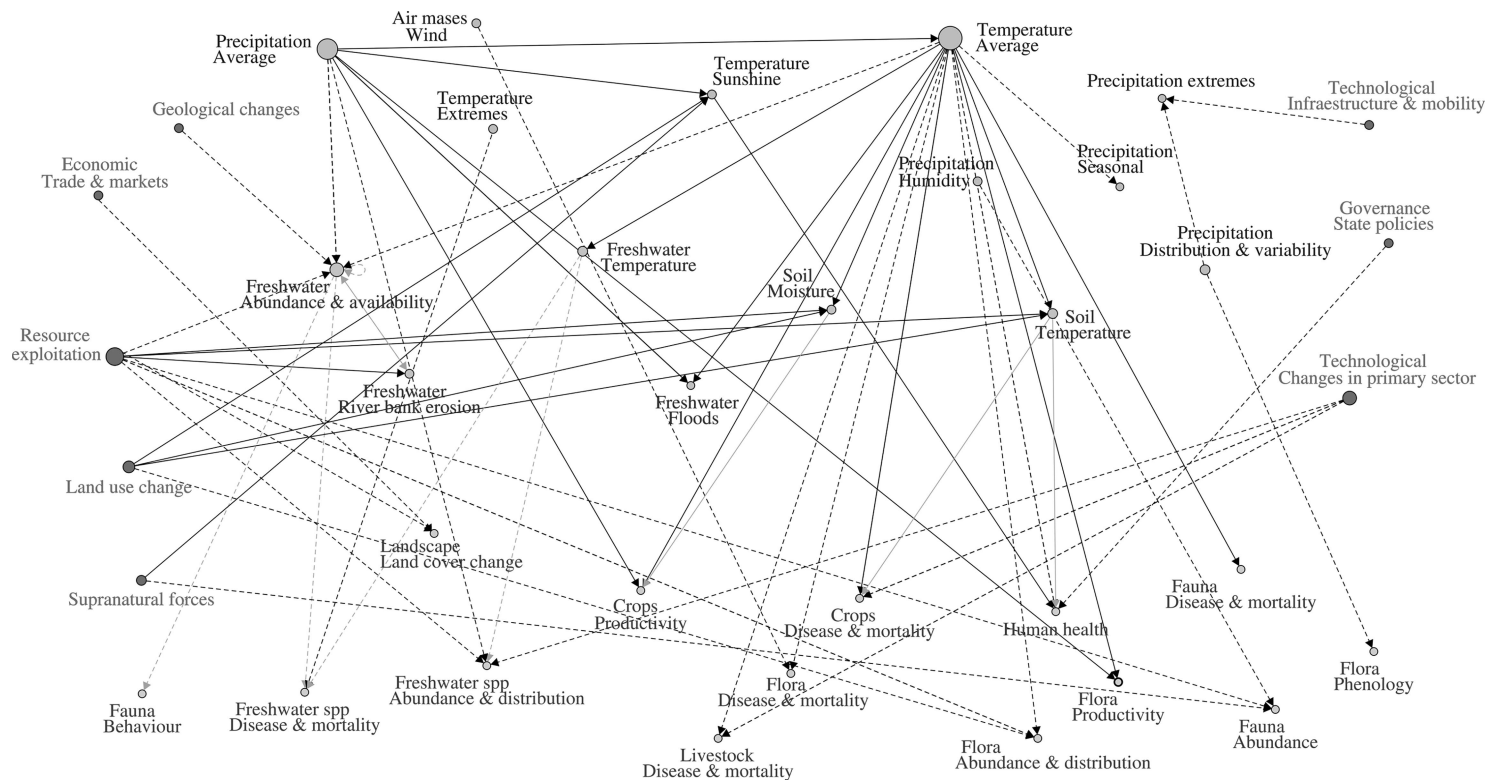 Air mases
Wind
Precipitation
Average
Temperature
Average
Temperature
Sunshine
Precipitation extremes
Technological
Infraestructure & mobility
Geological changes
Temperature
Extremes
Economic
Trade & markets
Precipitation
Humidity
Precipitation
Seasonal
Governance
State policies
Precipitation
Distribution & variability
Freshwater
Temperature
Soil
Moisture
Freshwater
Abundance & availability
Soil
Temperature
Resource
exploitation
Technological
Changes in primary sector
Freshwater
River bank erosion
Freshwater
Floods
Land use change
Landscape
Land cover change
Supranatural forces
Crops
Productivity
Crops
Disease & mortality
Human health
Fauna
Disease & mortality
Flora
Phenology
Fauna
Behaviour
Freshwater spp
Disease & mortality
Freshwater spp
Abundance & distribution
Flora
Disease & mortality
Flora
Productivity
Fauna
Abundance
Livestock
Disease & mortality
Flora
Abundance & distribution